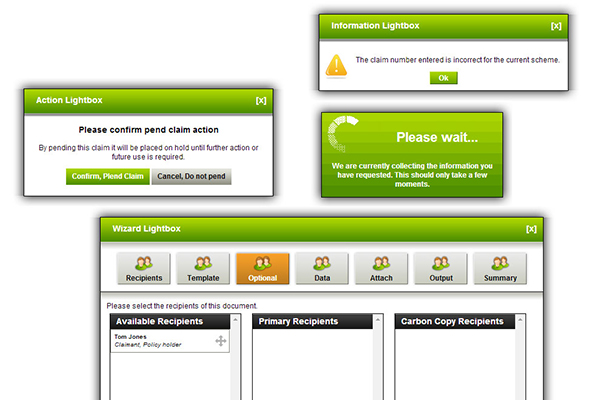 Information Lightbox [x]
The claim number entered is incorrect for the current scheme.
Ok
Action Lightbox [x]
Please confirm pend claim action
By pending this claim it will be placed on hold until further action or
future use is required.
Confirm, Plend Claim Cancel, Do not pend
Please wait...
We are currently collecting the information you
have requested. This should only take a few
moments.
Wizard Lightbox [x]
Recipients Template Optional Data Attach Output Summary
Please select the recipients of this document.
Available Recipients Primary Recipients Carbon Copy Recipients
Tom Jones
Claimant, Policy holder